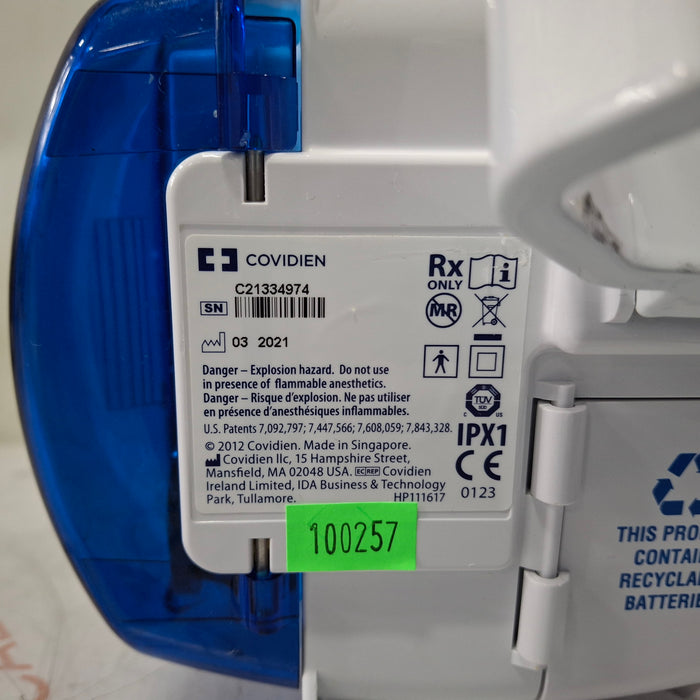 COVIDIEN
C21334974
SN
03 2021
Rx
ONLY
MR
Danger – Explosion hazard. Do not use
in presence of flammable anesthetics.
Danger – Risque d'explosion. Ne pas utiliser
en présence d'anesthésiques inflammables.
U.S. Patents 7,092,797; 7,447,566; 7,608,059; 7,843,328.
© 2012 Covidien. Made in Singapore.
Covidien llc, 15 Hampshire Street,
Mansfield, MA 02048 USA. EC REP Covidien
Ireland Limited, IDA Business & Technology
Park, Tullamore. HP111617
TÜV
SÜD
C US
IPX1
CE
0123
100257
THIS PRO
CONTAI
RECYCLA
BATTERIE